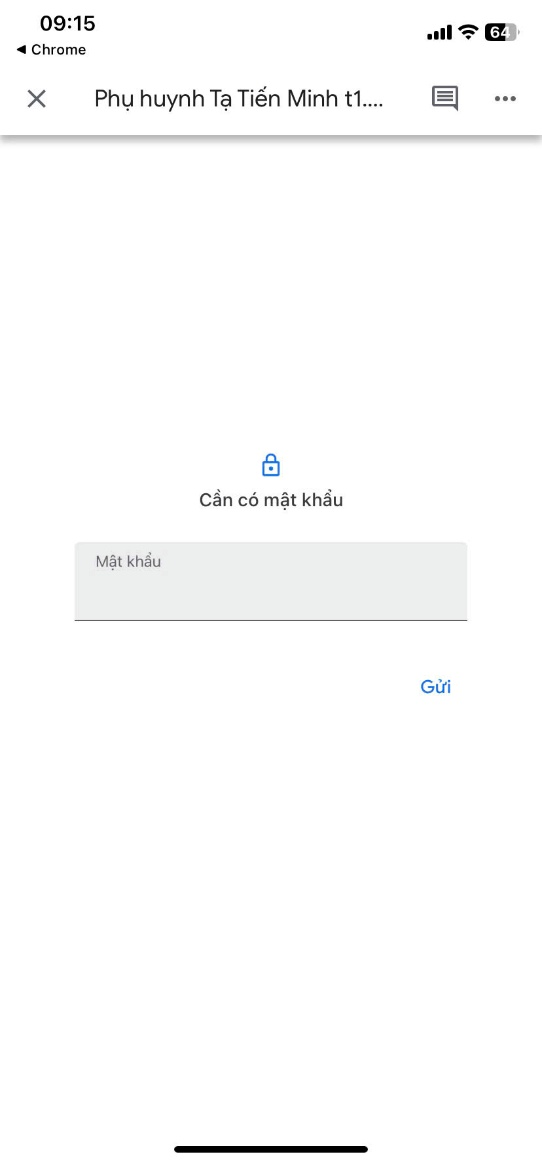 09:15
64
◀ Chrome
Phụ huynh Tạ Tiến Minh t1....
Cần có mật khẩu
Mật khẩu
Gửi